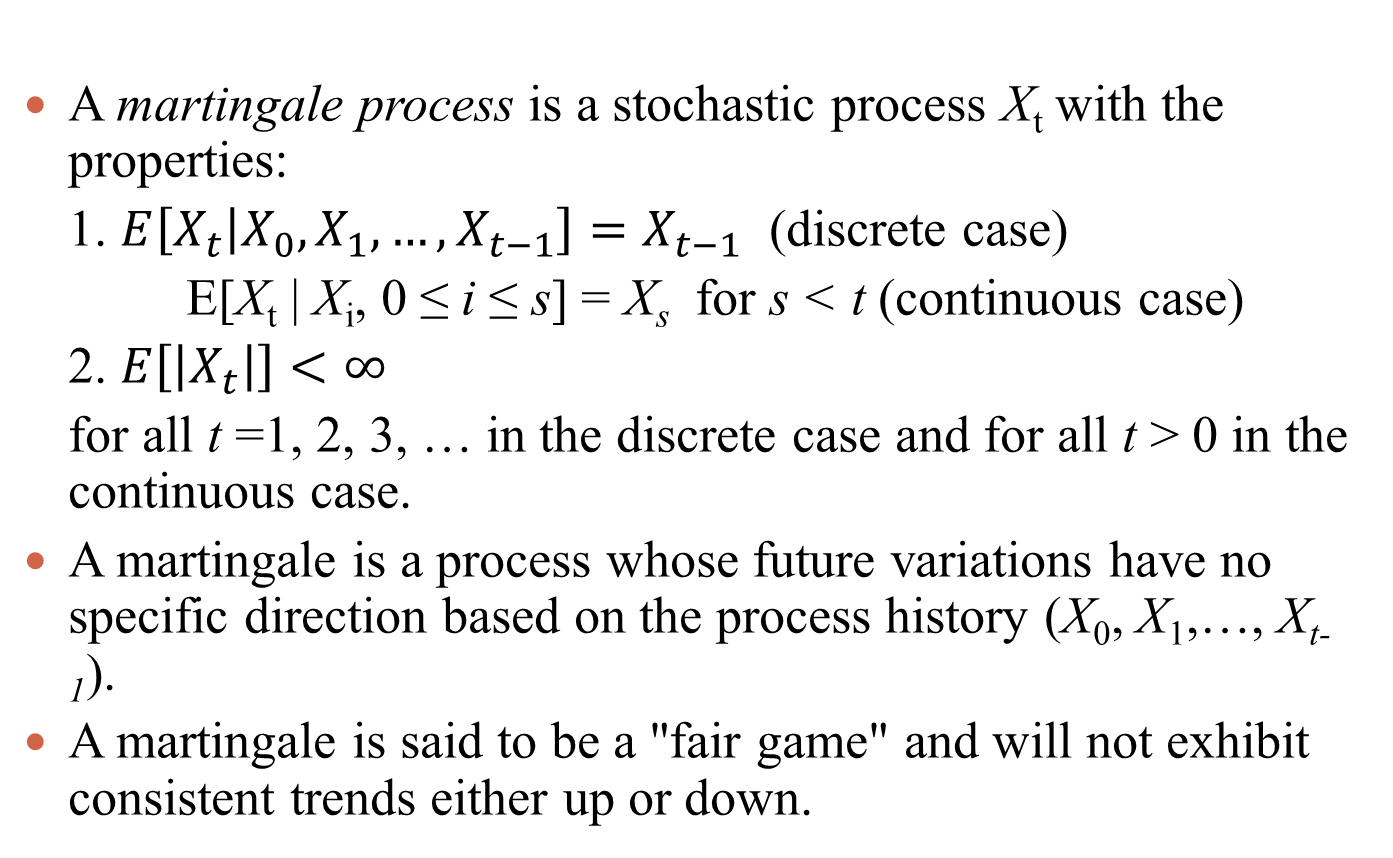 • A martingale process is a stochastic process Xt with the
properties:
1. E[Xt|X0, X1, …, Xt−1] = Xt−1 (discrete case)
E[Xt | Xi, 0 ≤ i ≤ s] = Xs for s < t (continuous case)
2. E[|Xt|] < ∞
for all t =1, 2, 3, … in the discrete case and for all t > 0 in the
continuous case.
• A martingale is a process whose future variations have no
specific direction based on the process history (X0, X1,…, Xt-
1).
• A martingale is said to be a "fair game" and will not exhibit
consistent trends either up or down.